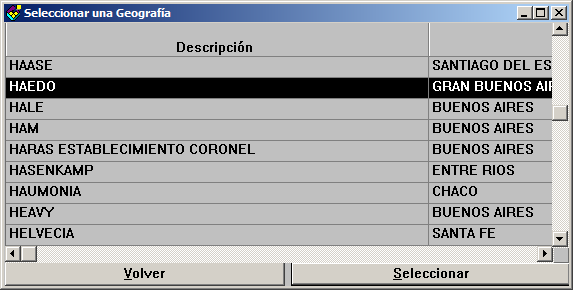 Seleccionar una Geografía
Descripción
HAASE SANTIAGO DEL ES
HAEDO GRAN BUENOS AIR
HALE BUENOS AIRES
HAM BUENOS AIRES
HARAS ESTABLECIMIENTO CORONEL BUENOS AIRES
HASENKAMP ENTRE RIOS
HAUMONIA CHACO
HEAVY BUENOS AIRES
HELVECIA SANTA FE
Volver Seleccionar